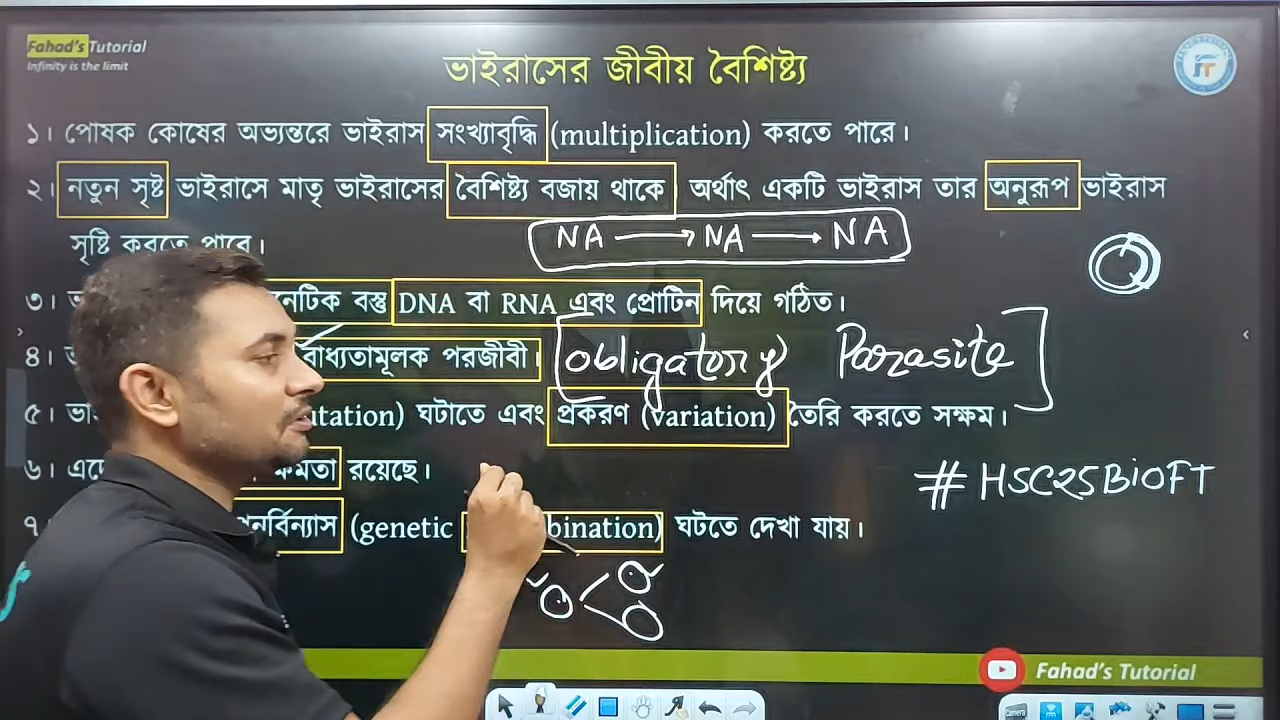 Fahad's Tutorial
Infinity is the limit
ভাইরাসের জীবীয় বৈশিষ্ট্য
১। পোষক কোষের অভ্যন্তরে ভাইরাস সংখ্যাবৃদ্ধি (multiplication) করতে পারে।
২। নতুন সৃষ্ট ভাইরাসে মাতৃ ভাইরাসের বৈশিষ্ট্য বজায় থাকে অর্থাৎ একটি ভাইরাস তার অনুরূপ ভাইরাস
সৃষ্টি করতে পারে।
NA → NA → NA
৩। বস্তু DNA বা RNA এবং প্রোটিন দিয়ে গঠিত।
৪। বাধ্যতামূলক পরজীবী। [obligatory Parasite]
৫। ঘটাতে এবং প্রকরণ (variation) তৈরি করতে সক্ষম।
৬। ক্ষমতা রয়েছে।
#HSC25BiOFT
৭। (genetic ঘটতে দেখা যায়।
Fahad's Tutorial
Camera